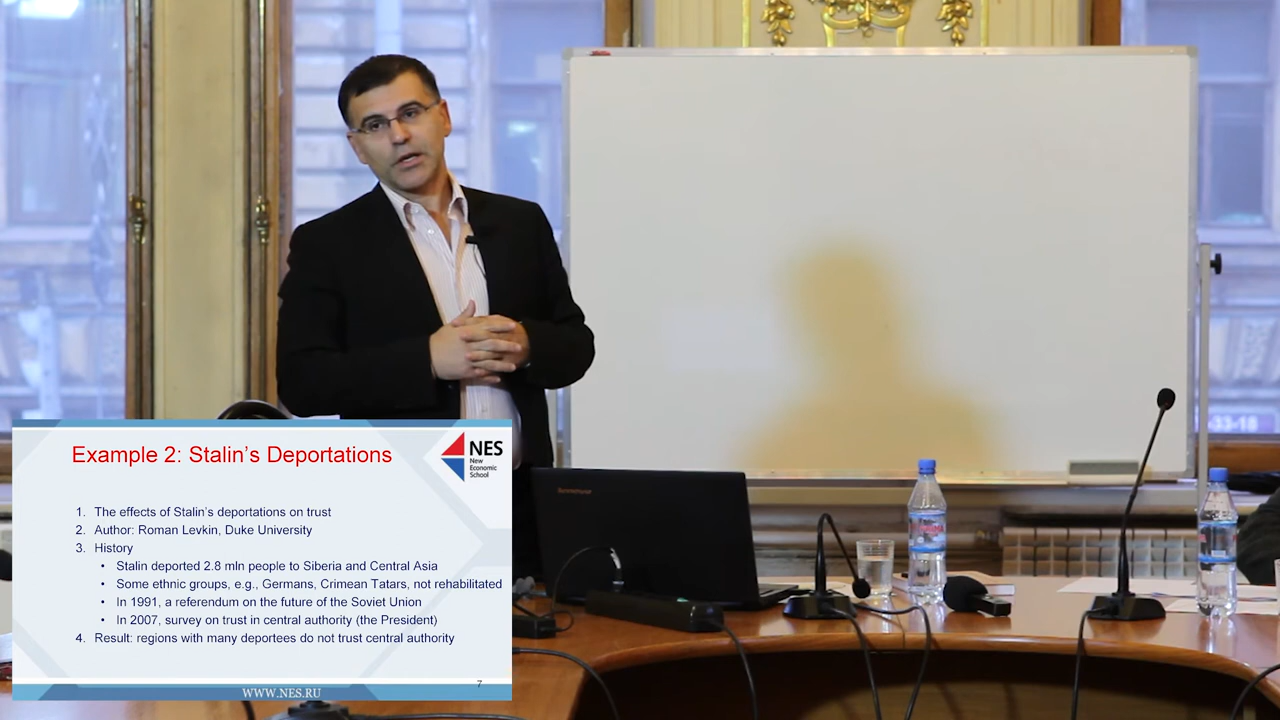 Example 2: Stalin's Deportations
NES
New
Economic
School
1. The effects of Stalin's deportations on trust
2. Author: Roman Levkin, Duke University
3. History
• Stalin deported 2.8 mln people to Siberia and Central Asia
• Some ethnic groups, e.g., Germans, Crimean Tatars, not rehabilitated
• In 1991, a referendum on the future of the Soviet Union
• In 2007, survey on trust in central authority (the President)
4. Result: regions with many deportees do not trust central authority
7
WWW.NES.RU
-33-18